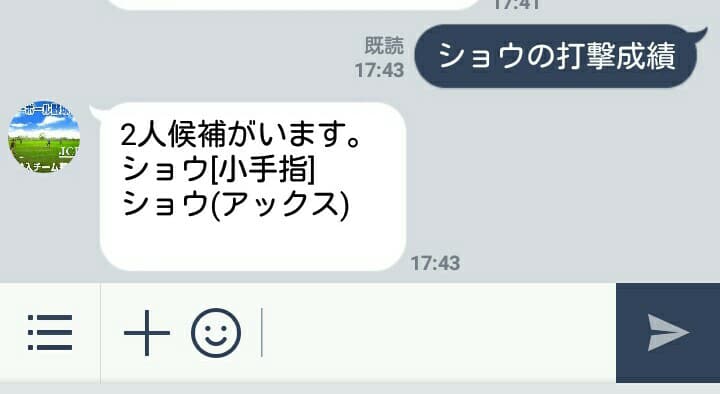 17:41
既読
17:43
ショウの打撃成績
2人候補がいます。
ショウ[小手指]
ショウ(アックス)
17:43